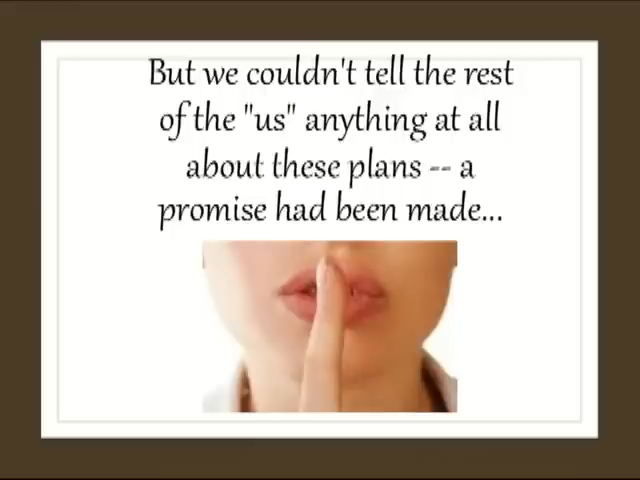 But we couldn't tell the rest
of the "us" anything at all
about these plans -- a
promise had been made...